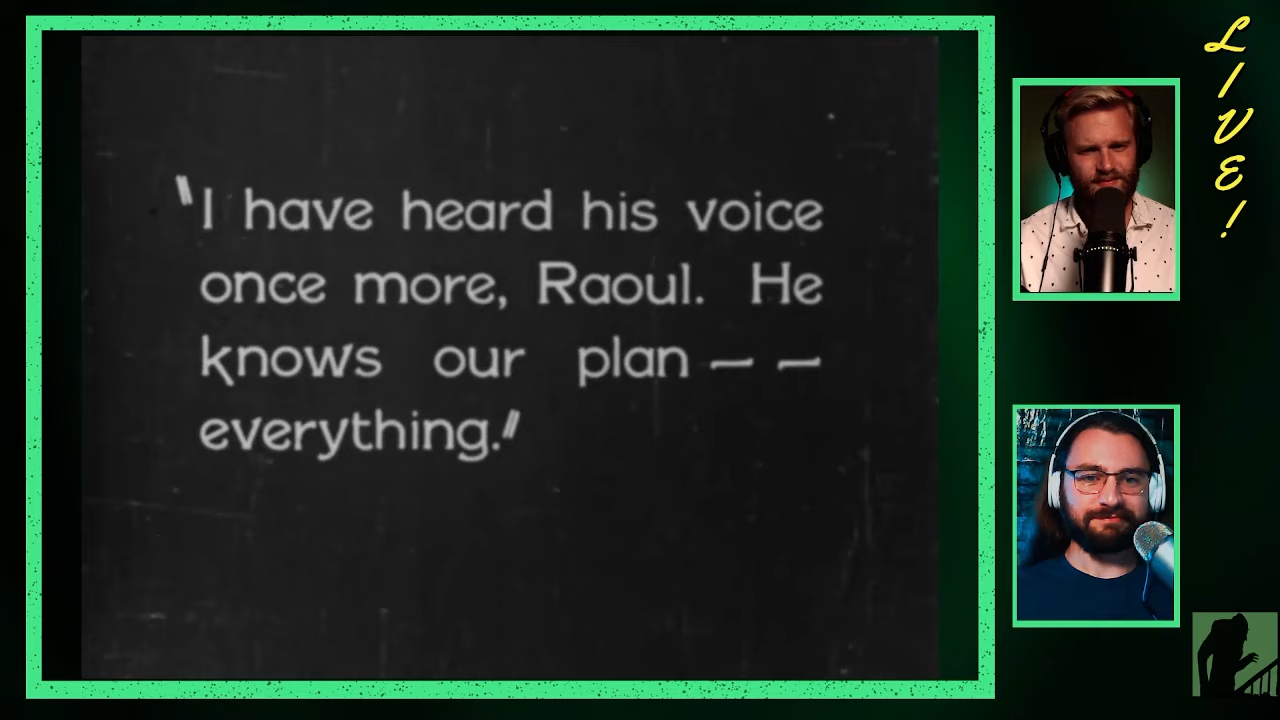 "I have heard his voice
once more, Raoul. He
knows our plan — —
everything."
LIVE!